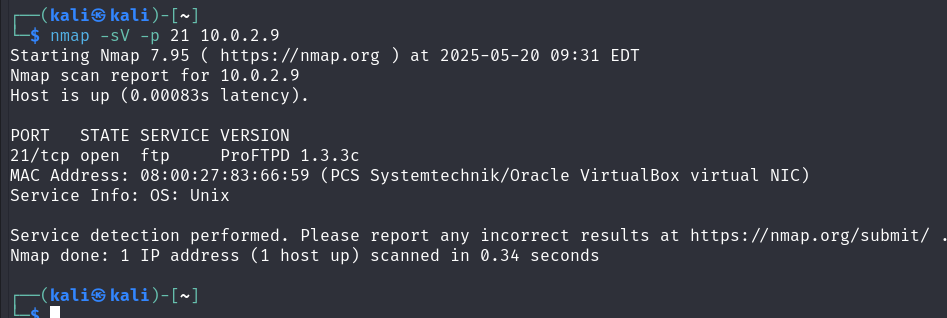 ┌──(kali㉿kali)-[~]
└─$ nmap -sV -p 21 10.0.2.9
Starting Nmap 7.95 ( https://nmap.org ) at 2025-05-20 09:31 EDT
Nmap scan report for 10.0.2.9
Host is up (0.00083s latency).
PORT   STATE SERVICE VERSION
21/tcp open  ftp     ProFTPD 1.3.3c
MAC Address: 08:00:27:83:66:59 (PCS Systemtechnik/Oracle VirtualBox virtual NIC)
Service Info: OS: Unix
Service detection performed. Please report any incorrect results at https://nmap.org/submit/ .
Nmap done: 1 IP address (1 host up) scanned in 0.34 seconds
┌──(kali㉿kali)-[~]
└─$